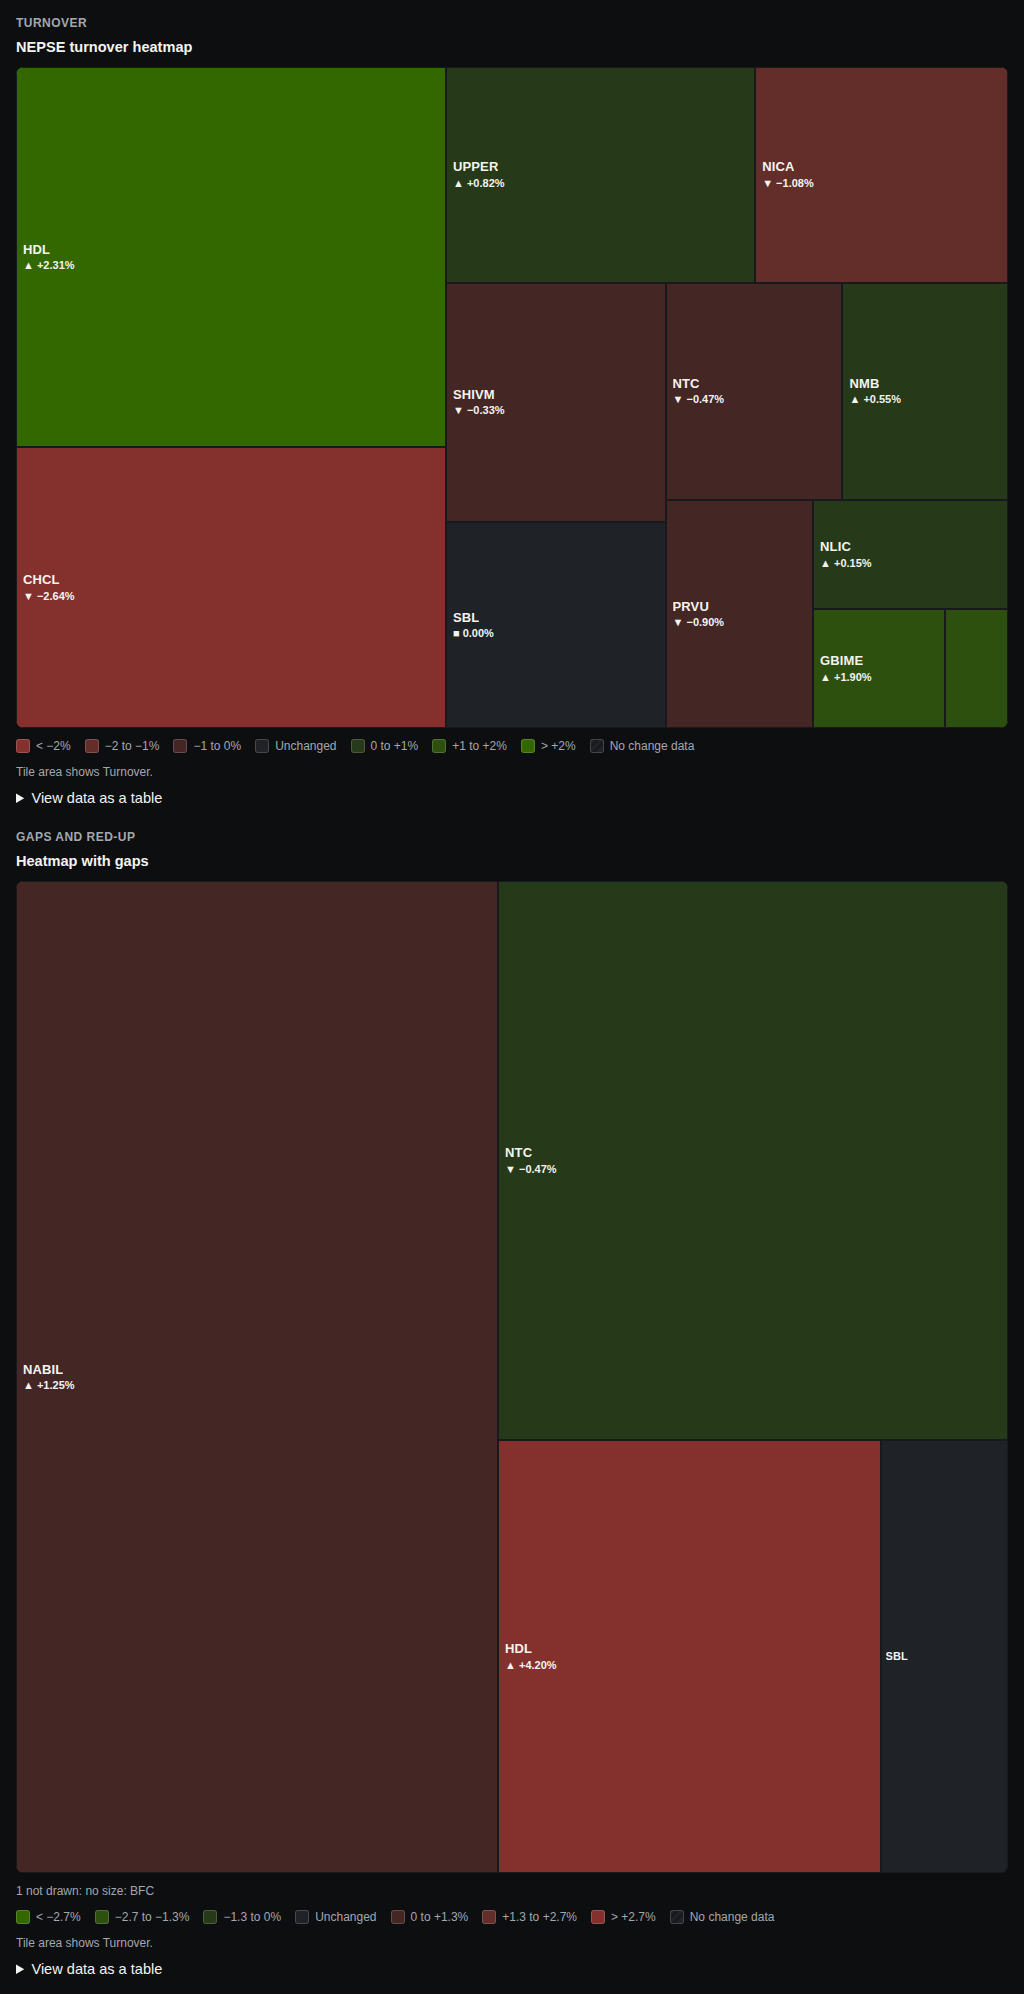 TURNOVER
NEPSE turnover heatmap
HDL
▲ +2.31%
CHCL
▼ −2.64%
UPPER
▲ +0.82%
NICA
▼ −1.08%
SHIVM
▼ −0.33%
NTC
▼ −0.47%
NMB
▲ +0.55%
SBL
■ 0.00%
PRVU
▼ −0.90%
NLIC
▲ +0.15%
GBIME
▲ +1.90%
< −2% −2 to −1% −1 to 0% Unchanged 0 to +1% +1 to +2% > +2% No change data
Tile area shows Turnover.
▶ View data as a table
GAPS AND RED-UP
Heatmap with gaps
NABIL
▲ +1.25%
NTC
▼ −0.47%
HDL
▲ +4.20%
SBL
1 not drawn: no size: BFC
< −2.7% −2.7 to −1.3% −1.3 to 0% Unchanged 0 to +1.3% +1.3 to +2.7% > +2.7% No change data
Tile area shows Turnover.
▶ View data as a table